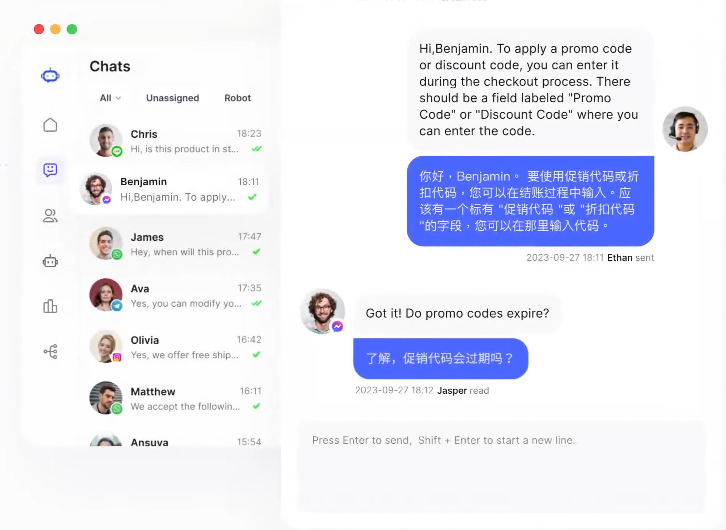 Chats
All
Unassigned
Robot
Chris
18:23
Hi, is this product in st...
Benjamin
18:11
Hi,Benjamin. To apply...
James
17:47
Hey, when will this pro...
Ava
17:35
Yes, you can modify yo...
Olivia
16:42
Yes, we offer free ship...
Matthew
16:11
We accept the followin...
Ansuya
15:54
Hi,Benjamin. To apply a promo code
or discount code, you can enter it
during the checkout process. There
should be a field labeled "Promo
Code" or "Discount Code" where you
can enter the code.
你好，Benjamin。 要使用促销代码或折
扣代码，您可以在结账过程中输入。应
该有一个标有 "促销代码 "或 "折扣代码
"的字段，您可以在那里输入代码。
2023-09-27 18:11 Ethan sent
Got it! Do promo codes expire?
了解，促销代码会过期吗？
2023-09-27 18:12 Jasper read
Press Enter to send, Shift + Enter to start a new line.